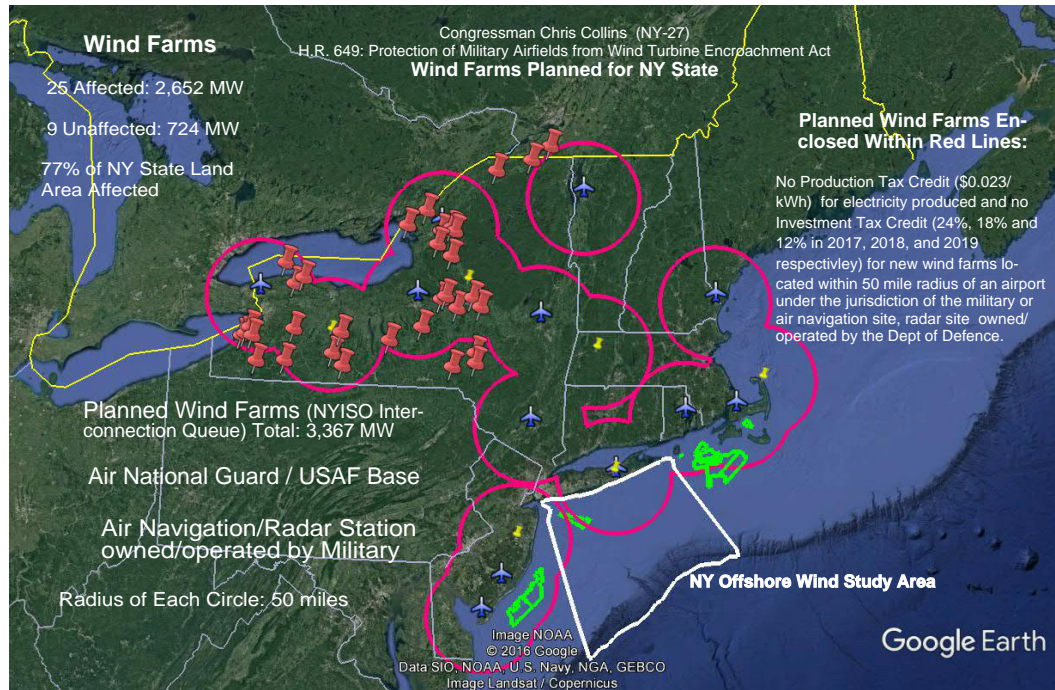 Congressman Chris Collins (NY-27)
H.R. 649: Protection of Military Airfields from Wind Turbine Encroachment Act
Wind Farms Planned for NY State
Wind Farms
25 Affected: 2,652 MW
9 Unaffected: 724 MW
77% of NY State Land
Area Affected
Planned Wind Farms En-
closed Within Red Lines:
No Production Tax Credit ($0.023/
kWh) for electricity produced and no
Investment Tax Credit (24%, 18% and
12% in 2017, 2018, and 2019
respectivley) for new wind farms lo-
cated within 50 mile radius of an airport
under the jurisdiction of the military or
air navigation site, radar site owned/
operated by the Dept of Defence.
Planned Wind Farms (NYISO Inter-
connection Queue) Total: 3,367 MW
Air National Guard / USAF Base
Air Navigation/Radar Station
owned/operated by Military
Radius of Each Circle: 50 miles
NY Offshore Wind Study Area
Image NOAA
© 2016 Google
Data SIO, NOAA, U.S. Navy, NGA, GEBCO
Image Landsat / Copernicus
Google Earth